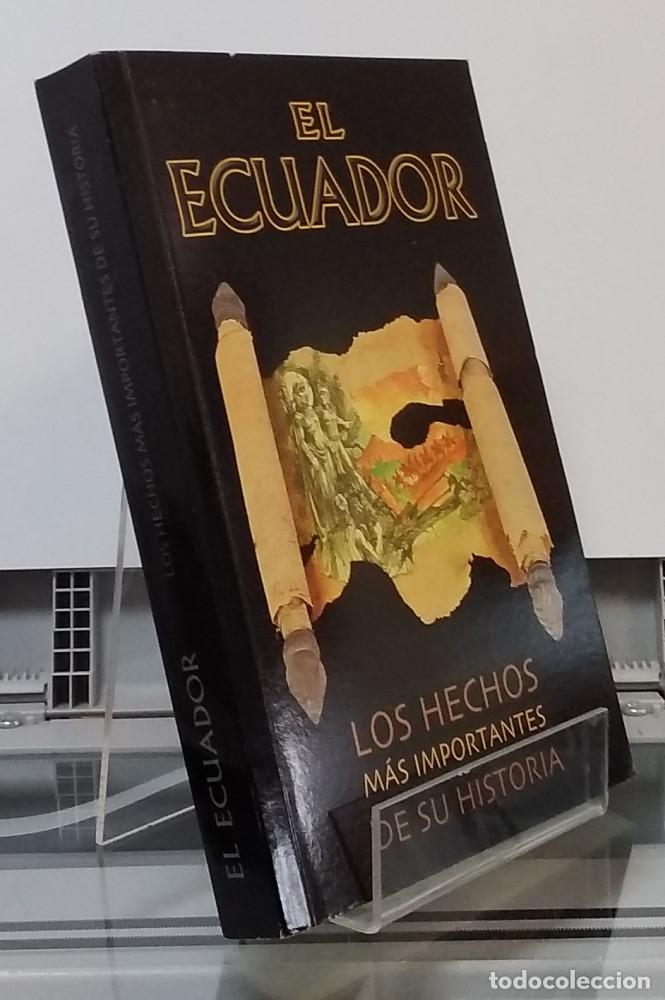 EL
ECUADOR
LOS HECHOS
MÁS IMPORTANTES
DE SU HISTORIA
EL ECUADOR LOS HECHOS MÁS IMPORTANTES DE SU HISTORIA
todocoleccion